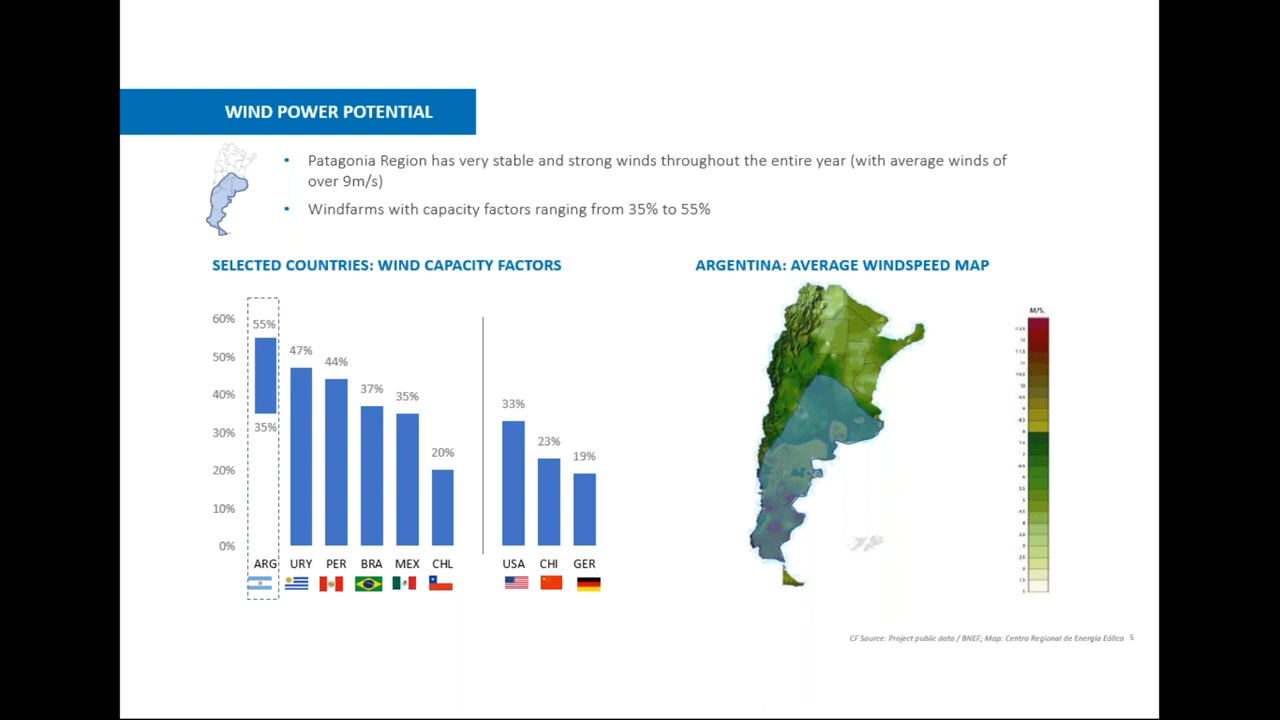 WIND POWER POTENTIAL
• Patagonia Region has very stable and strong winds throughout the entire year (with average winds of
over 9m/s)
• Windfarms with capacity factors ranging from 35% to 55%
SELECTED COUNTRIES: WIND CAPACITY FACTORS
60%
50%
40%
30%
20%
10%
0%
55%
35%
47%
44%
37%
35%
20%
33%
23%
19%
ARG URY PER BRA MEX CHL USA CHI GER
ARGENTINA: AVERAGE WINDSPEED MAP
M/S.
CF Source: Project public data / BNEF; Map: Centro Regional de Energía Eólica 5